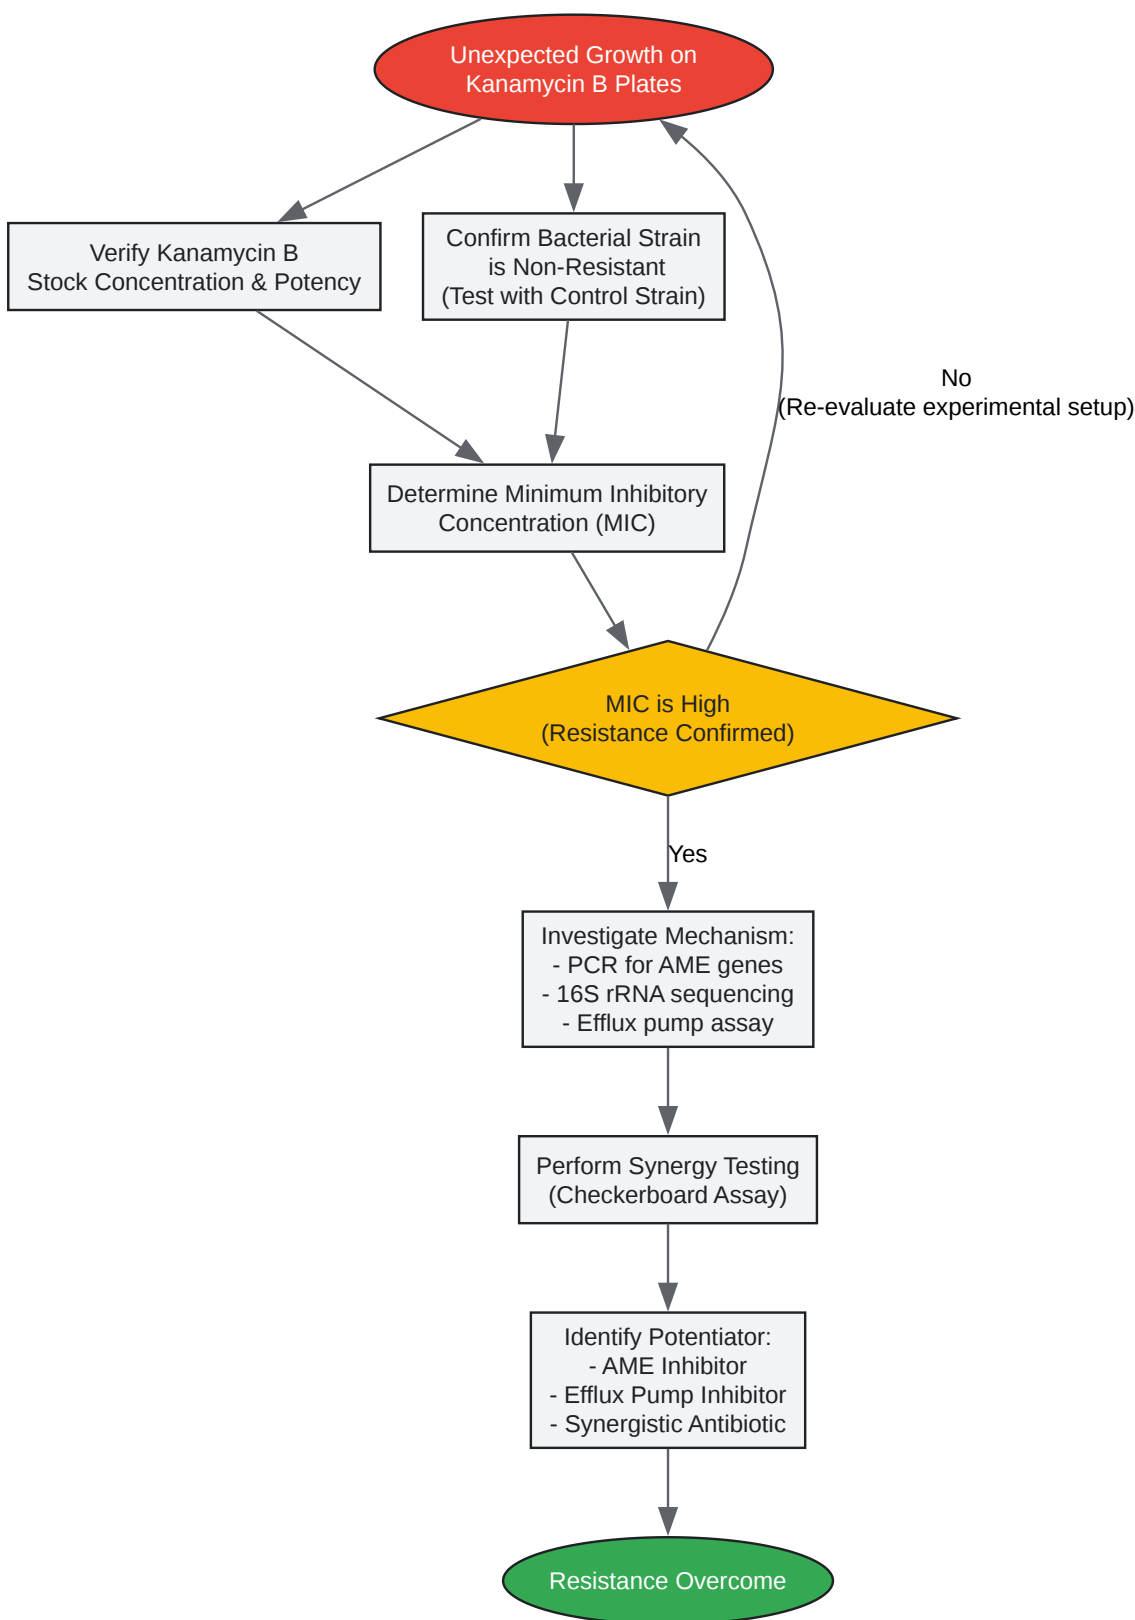 Unexpected Growth on
Kanamycin B Plates
Verify Kanamycin B
Stock Concentration & Potency
Confirm Bacterial Strain
is Non-Resistant
(Test with Control Strain)
No
(Re-evaluate experimental setup)
Determine Minimum Inhibitory
Concentration (MIC)
MIC is High
(Resistance Confirmed)
Yes
Investigate Mechanism:
- PCR for AME genes
- 16S rRNA sequencing
- Efflux pump assay
Perform Synergy Testing
(Checkerboard Assay)
Identify Potentiator:
- AME Inhibitor
- Efflux Pump Inhibitor
- Synergistic Antibiotic
Resistance Overcome